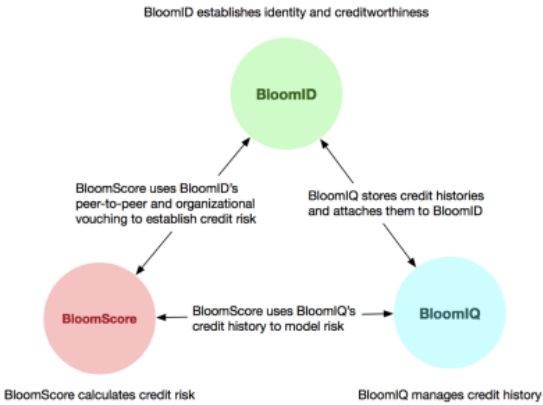 BloomID establishes identity and creditworthiness
BloomID
BloomScore uses BloomID's
peer-to-peer and organizational
vouching to establish credit risk
BloomIQ stores credit histories
and attaches them to BloomID
BloomScore
BloomScore uses BloomIQ's
credit history to model risk
BloomIQ
BloomScore calculates credit risk
BloomIQ manages credit history